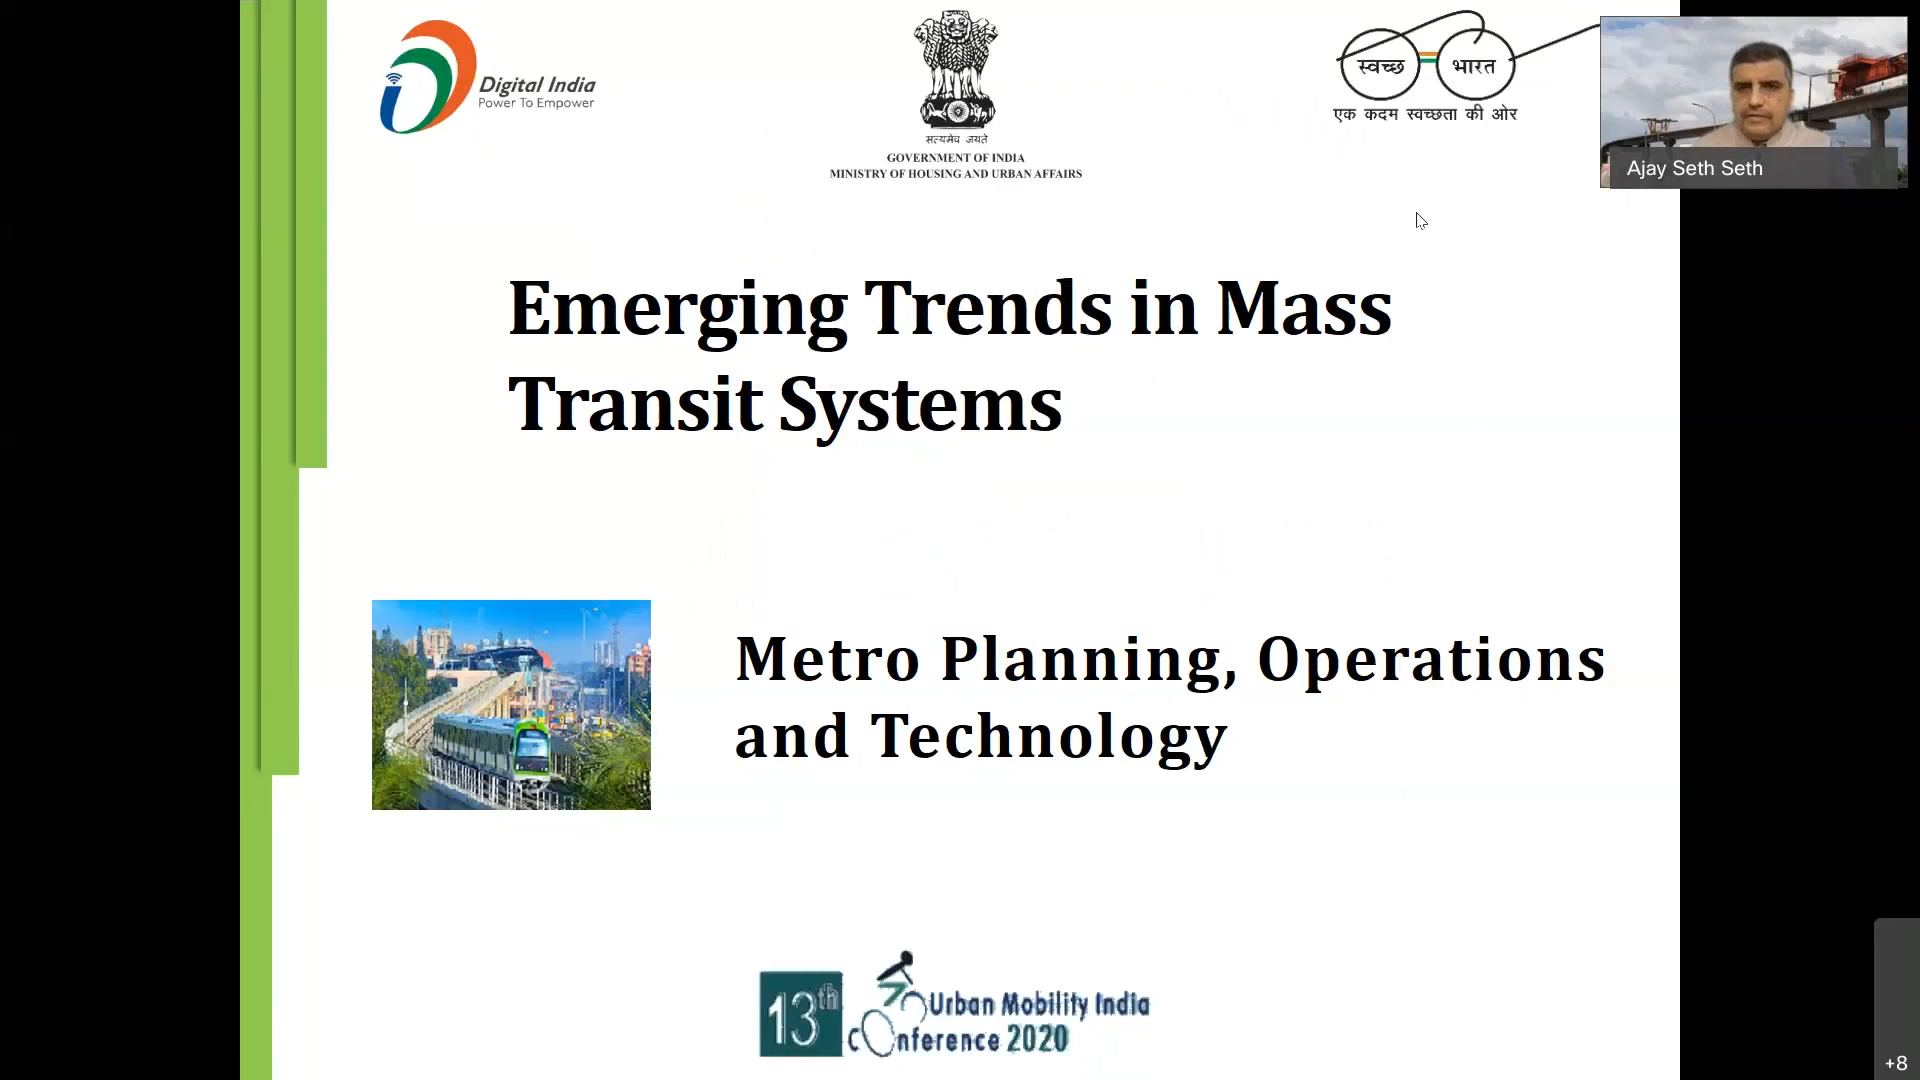 Digital India
Power To Empower
सत्यमेव जयते
GOVERNMENT OF INDIA
MINISTRY OF HOUSING AND URBAN AFFAIRS
स्वच्छ भारत
एक कदम स्वच्छता की ओर
Ajay Seth Seth
Emerging Trends in Mass
Transit Systems
Metro Planning, Operations
and Technology
13th
Urban Mobility India
Conference 2020
+8